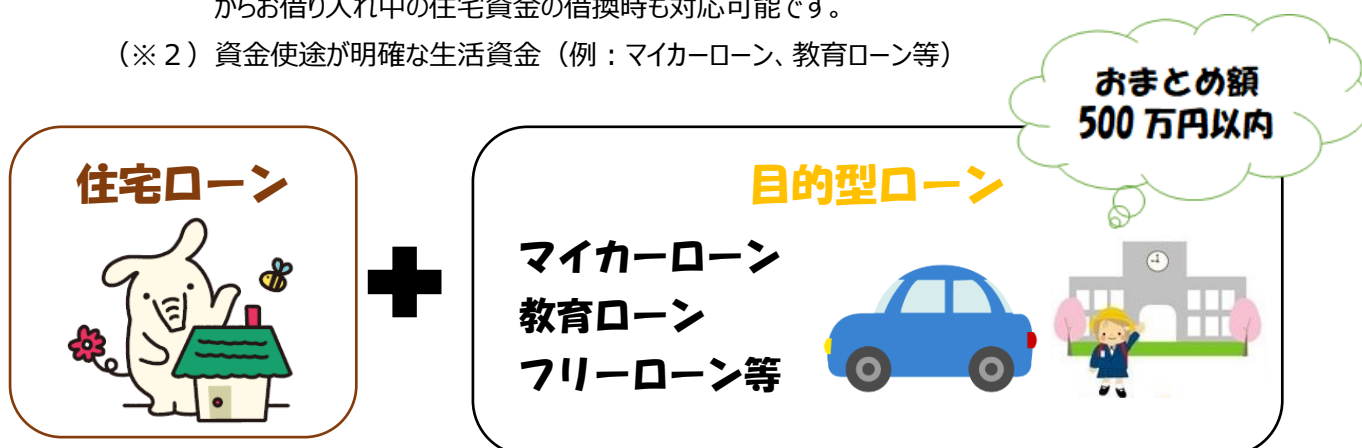 からお借り入れ中の住宅資金の借換時も対応可能です。
（※２）資金使途が明確な生活資金（例：マイカーローン、教育ローン等）
おまとめ額
500 万円以内
住宅ローン
目的型ローン
マイカーローン
教育ローン
フリーローン等